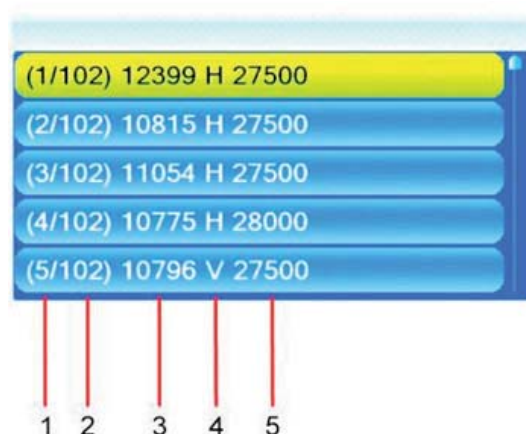 (1/102) 12399 H 27500
(2/102) 10815 H 27500
(3/102) 11054 H 27500
(4/102) 10775 H 28000
(5/102) 10796 V 27500
1 2 3 4 5